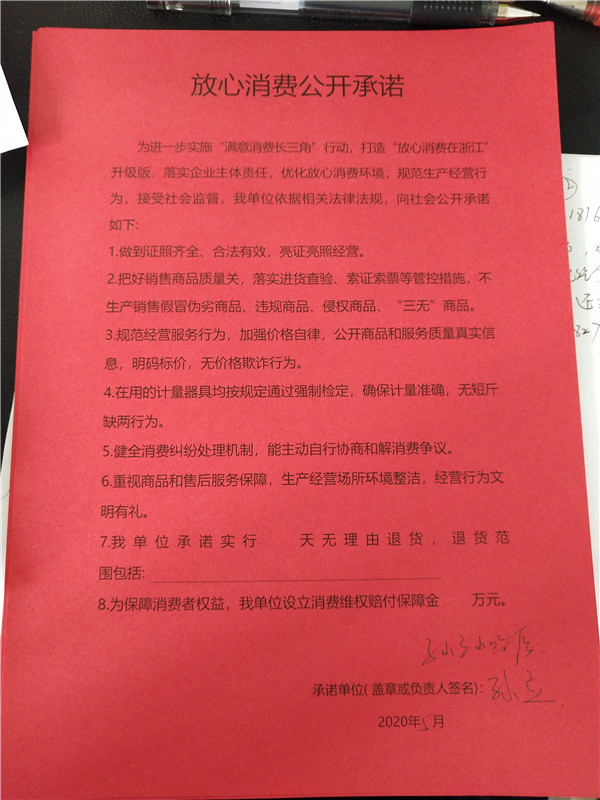 放心消费公开承诺
为进一步实施“满意消费长三角”行动，打造“放心消费在浙江”
升级版，落实企业主体责任，优化放心消费环境，规范生产经营行
为，接受社会监督，我单位依据相关法律法规，向社会公开承诺
如下:
1.做到证照齐全、合法有效，亮证亮照经营。
2.把好销售商品质量关，落实进货查验、索证索票等管控措施，不
生产销售假冒伪劣商品、违规商品、侵权商品、“三无”商品。
3.规范经营服务行为，加强价格自律，公开商品和服务质量真实信
息，明码标价，无价格欺诈行为。
4.在用的计量器具均按规定通过强制检定，确保计量准确，无短斤
缺两行为。
5.健全消费纠纷处理机制，能主动自行协商和解消费争议。
6.重视商品和售后服务保障，生产经营场所环境整洁，经营行为文
明有礼。
7.我单位承诺实行 天无理由退货，退货范
围包括:
8.为保障消费者权益，我单位设立消费维权赔付保障金 万元。
承诺单位(盖章或负责人签名):孙
2020年5月